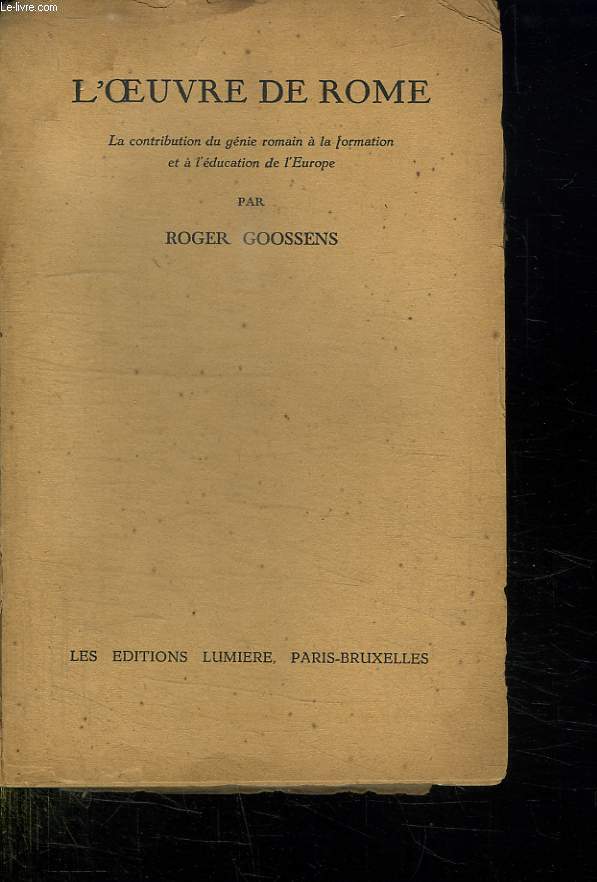 Le-livre.com
L'ŒUVRE DE ROME
La contribution du génie romain à la formation
et à l'éducation de l'Europe
PAR
ROGER GOOSSENS
LES EDITIONS LUMIERE, PARIS-BRUXELLES